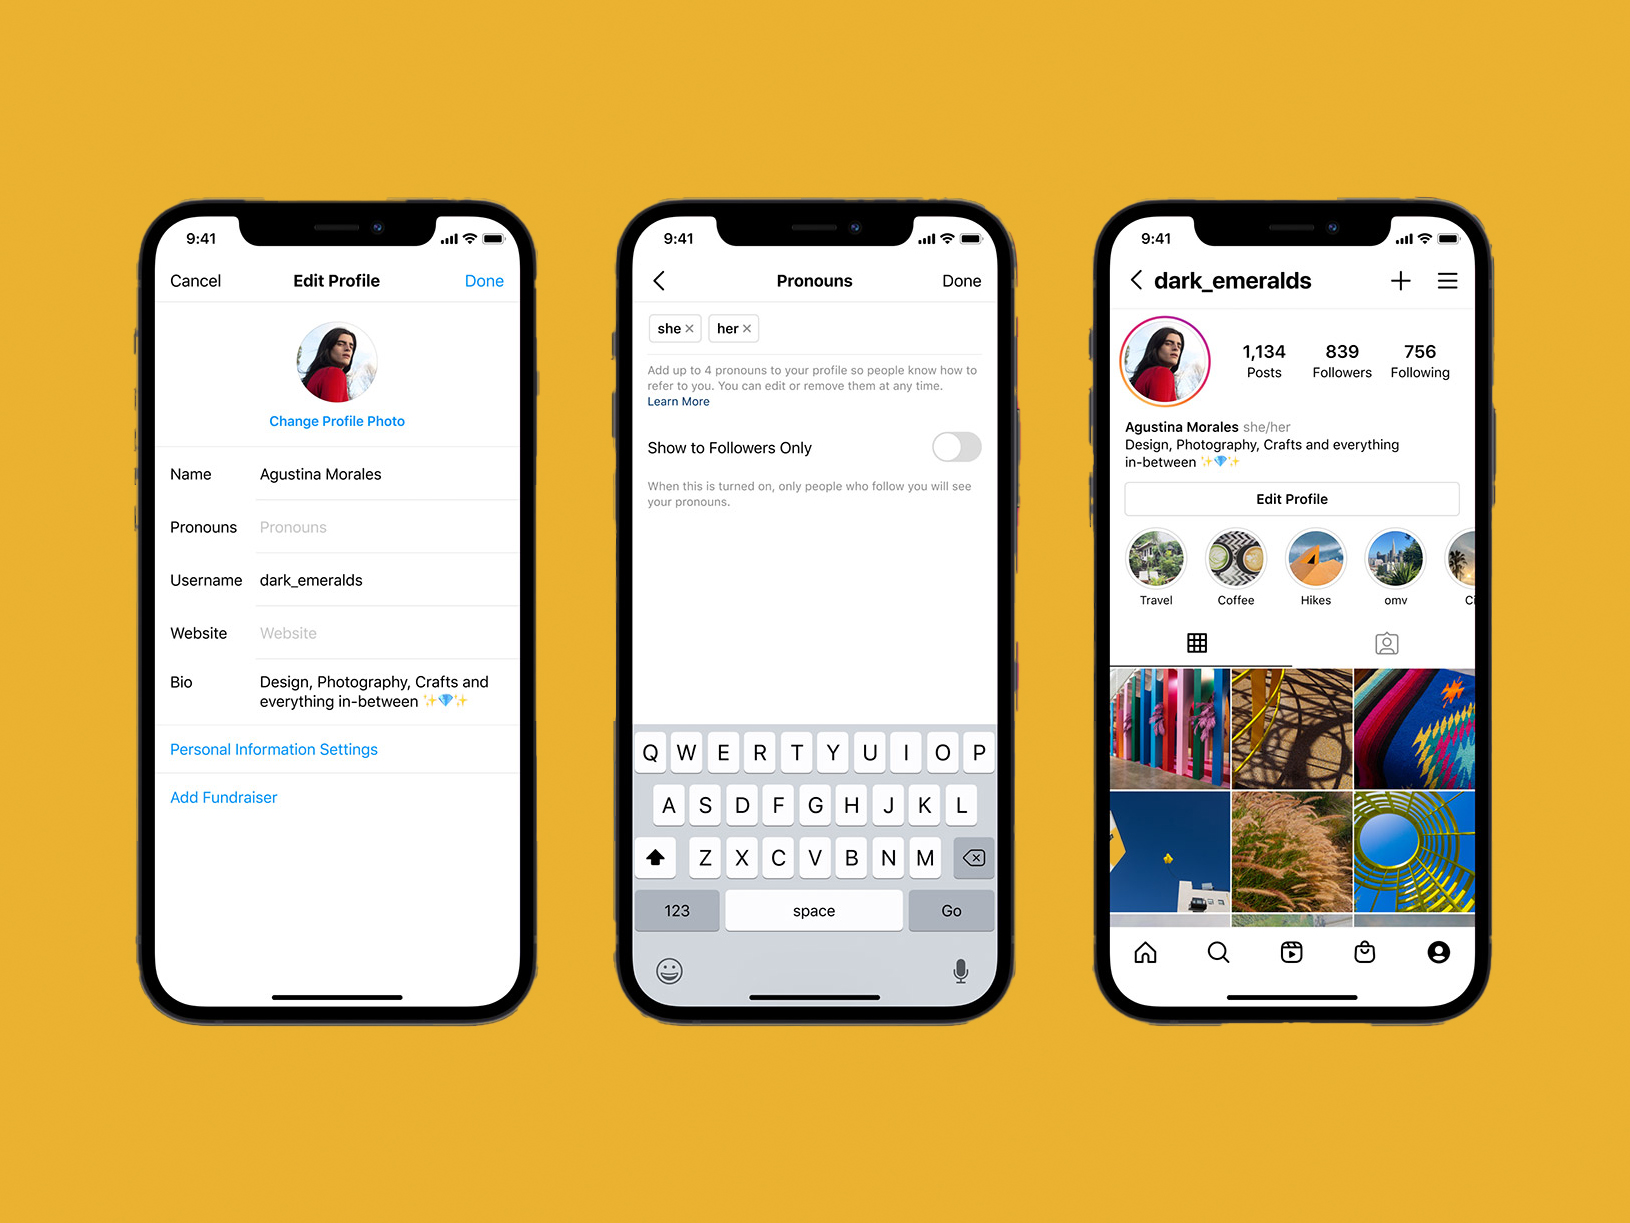 9:41
Cancel Edit Profile Done
Change Profile Photo
Name Agustina Morales
Pronouns Pronouns
Username dark_emeralds
Website Website
Bio Design, Photography, Crafts and
everything in-between ✨💎✨
Personal Information Settings
Add Fundraiser
9:41
Pronouns Done
she × her ×
Add up to 4 pronouns to your profile so people know how to
refer to you. You can edit or remove them at any time.
Learn More
Show to Followers Only
When this is turned on, only people who follow you will see
your pronouns.
Q W E R T Y U I O P
A S D F G H J K L
Z X C V B N M
123 space Go
9:41
dark_emeralds
1,134 839 756
Posts Followers Following
Agustina Morales she/her
Design, Photography, Crafts and everything
in-between ✨💎✨
Edit Profile
Travel Coffee Hikes omv Ci